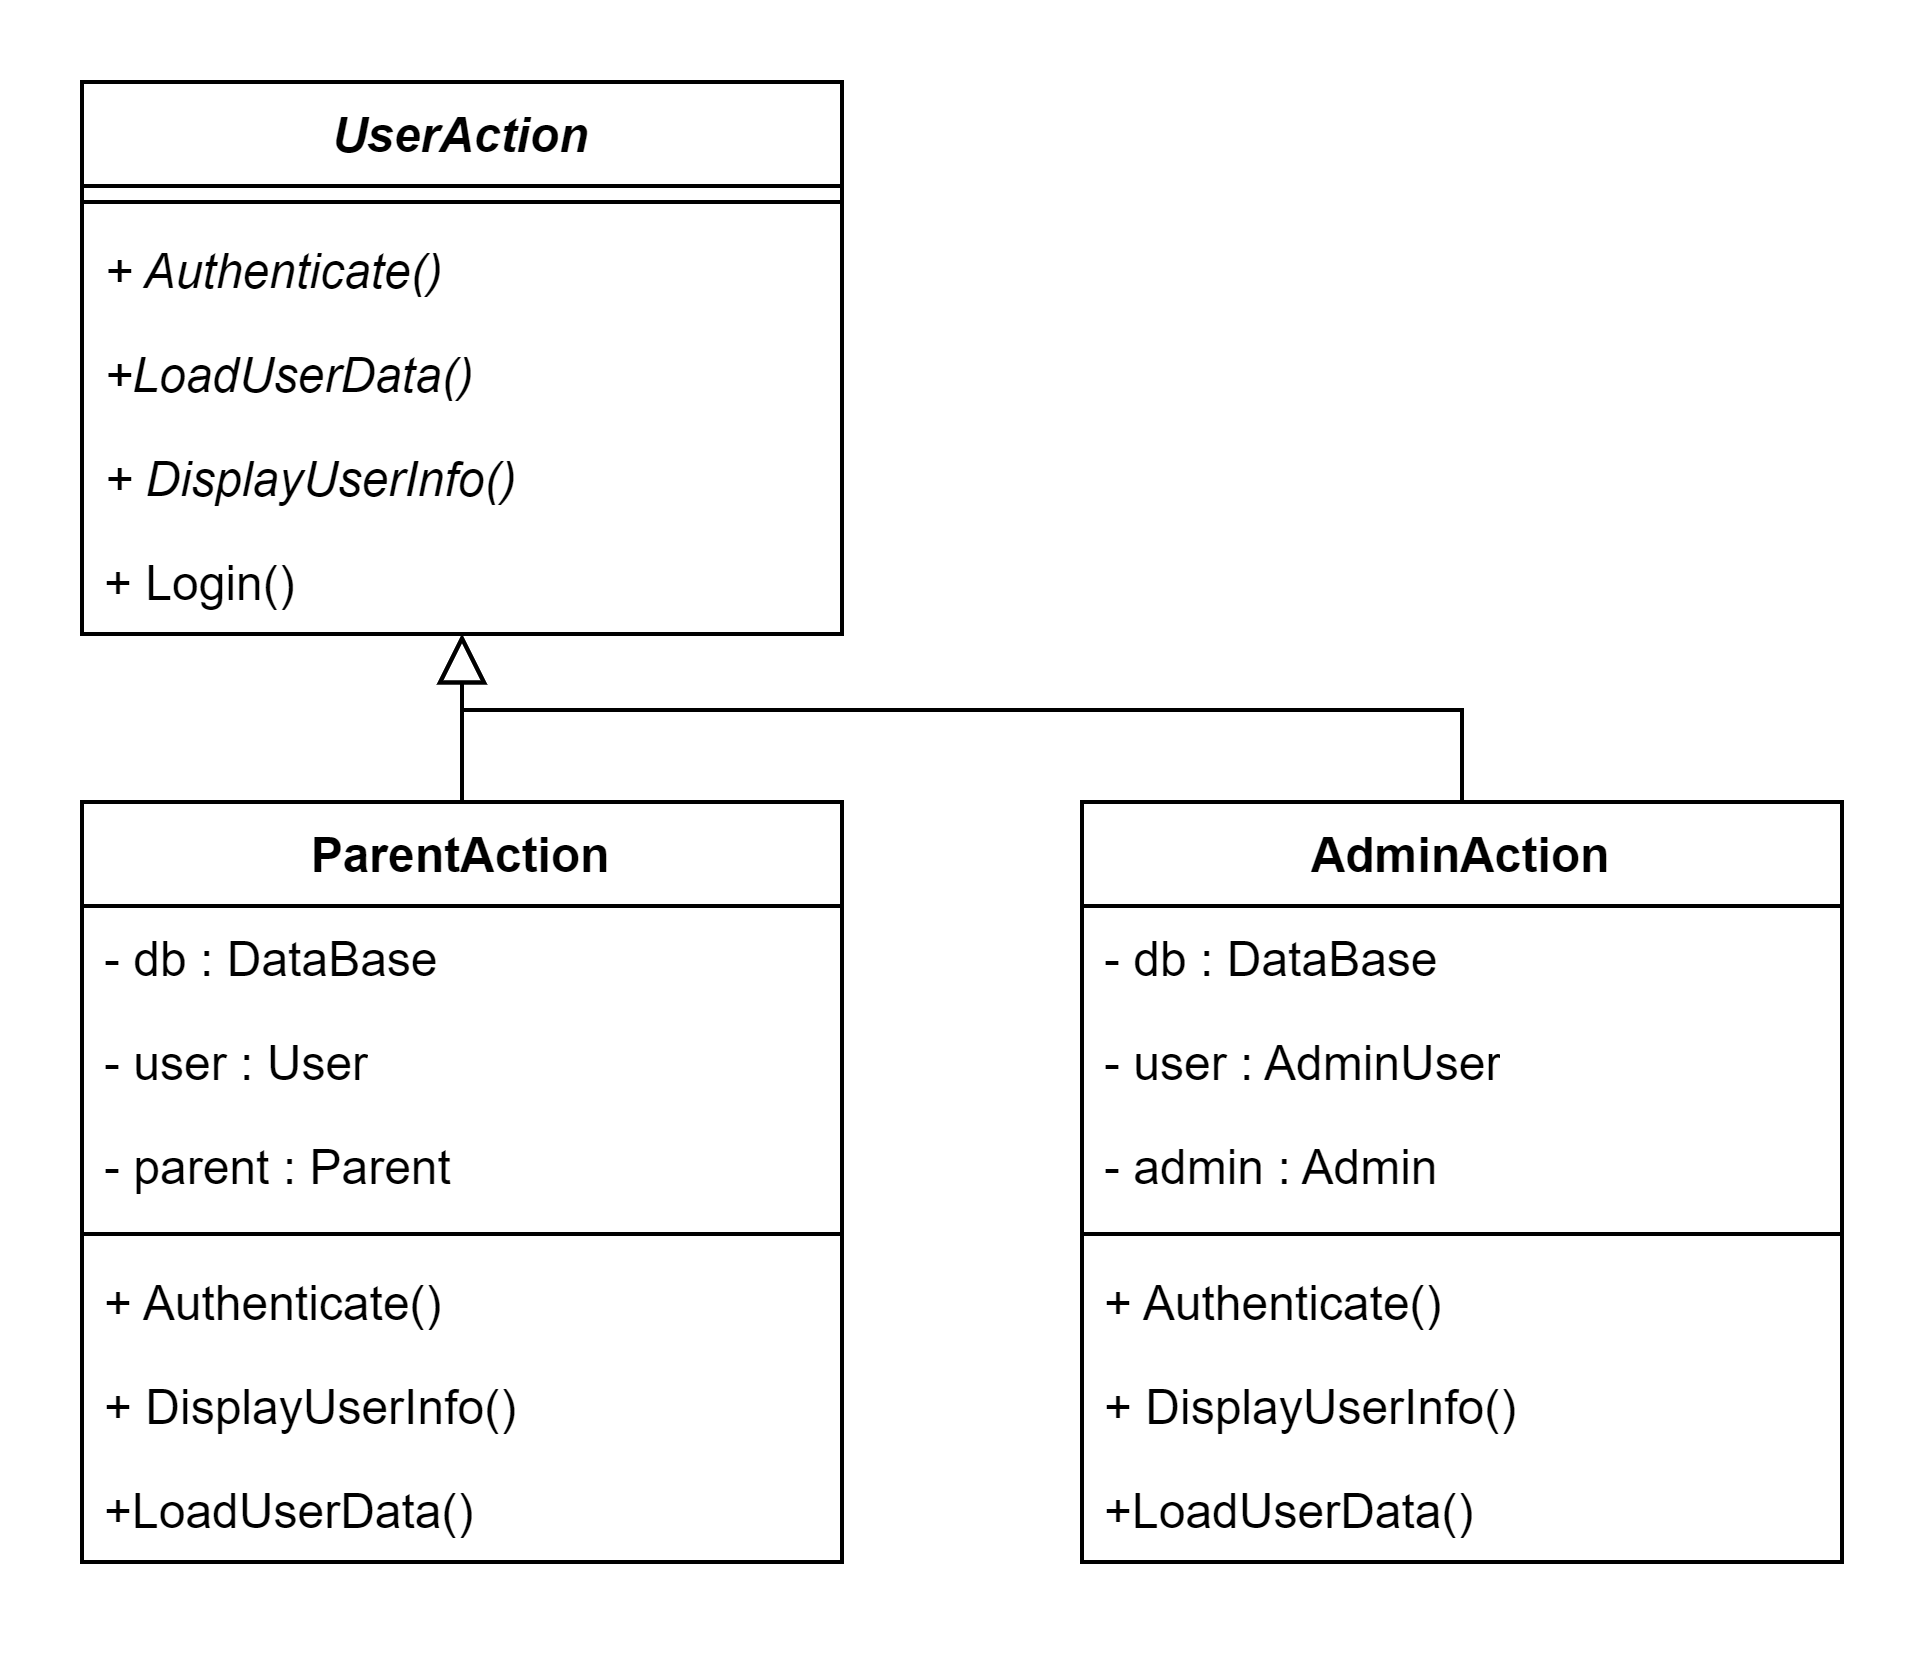 UserAction
+ Authenticate()
+LoadUserData()
+ DisplayUserInfo()
+ Login()
ParentAction
- db : DataBase
- user : User
- parent : Parent
+ Authenticate()
+ DisplayUserInfo()
+LoadUserData()
AdminAction
- db : DataBase
- user : AdminUser
- admin : Admin
+ Authenticate()
+ DisplayUserInfo()
+LoadUserData()